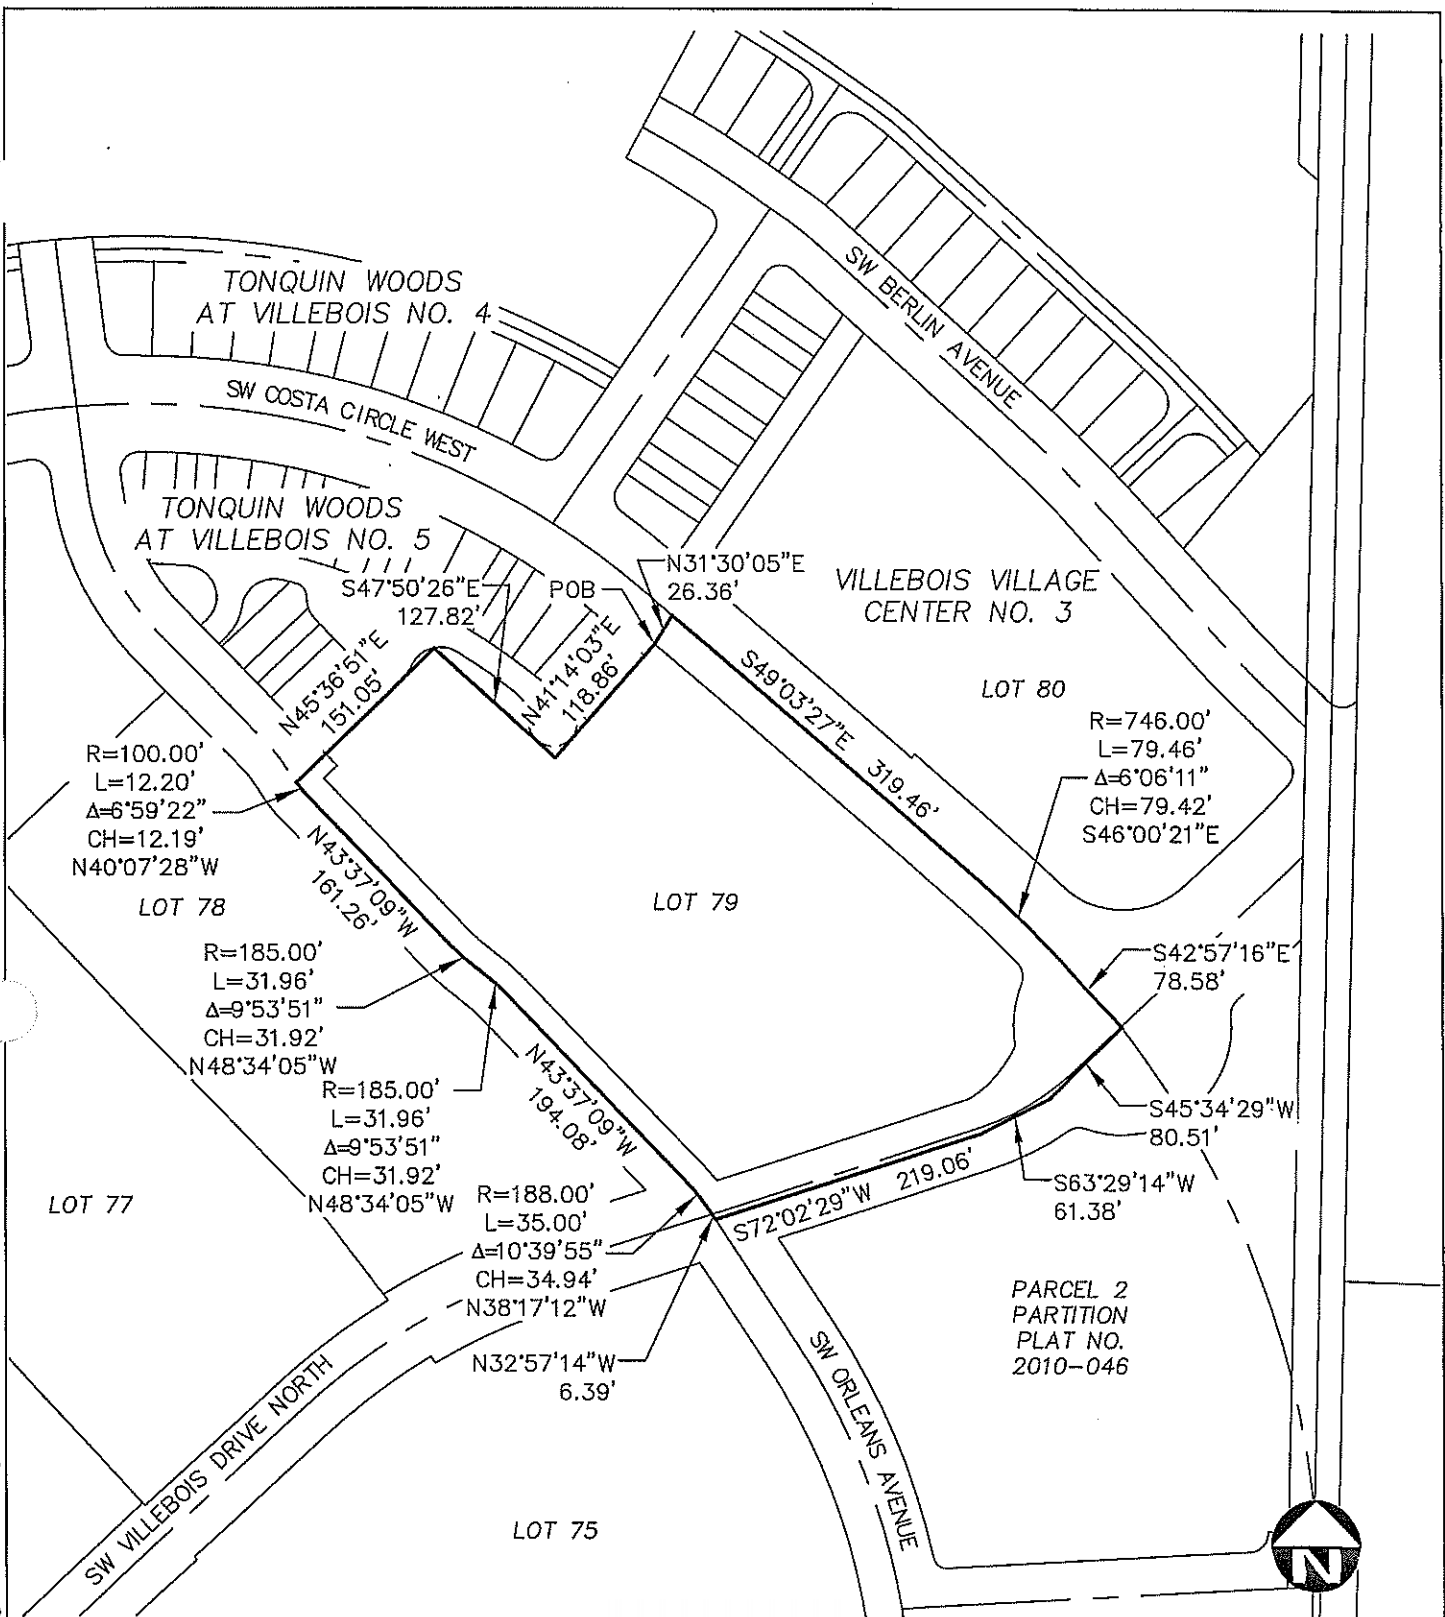 TONQUIN WOODS
AT VILLEBOIS NO. 4
SW BERLIN AVENUE
SW COSTA CIRCLE WEST
TONQUIN WOODS
AT VILLEBOIS NO. 5
S47°50'26"E
127.82'
POB
N31°30'05"E
26.36'
VILLEBOIS VILLAGE
CENTER NO. 3
N45°36'51"E
151.05'
N41°14'03"E
118.86'
S49°03'27"E 319.46'
LOT 80
R=746.00'
L=79.46'
Δ=6°06'11"
CH=79.42'
S46°00'21"E
R=100.00'
L=12.20'
Δ=6°59'22"
CH=12.19'
N40°07'28"W
N43°37'09"W
161.26'
LOT 78
LOT 79
R=185.00'
L=31.96'
Δ=9°53'51"
CH=31.92'
N48°34'05"W
S42°57'16"E
78.58'
R=185.00'
L=31.96'
Δ=9°53'51"
CH=31.92'
N48°34'05"W
N43°37'09"W
194.08'
S45°34'29"W
80.51'
S63°29'14"W
61.38'
LOT 77
R=188.00'
L=35.00'
Δ=10°39'55"
CH=34.94'
N38°17'12"W
S72°02'29"W 219.06'
N32°57'14"W
6.39'
PARCEL 2
PARTITION
PLAT NO.
2010-046
SW VILLEBOIS DRIVE NORTH
SW ORLEANS AVENUE
LOT 75
N